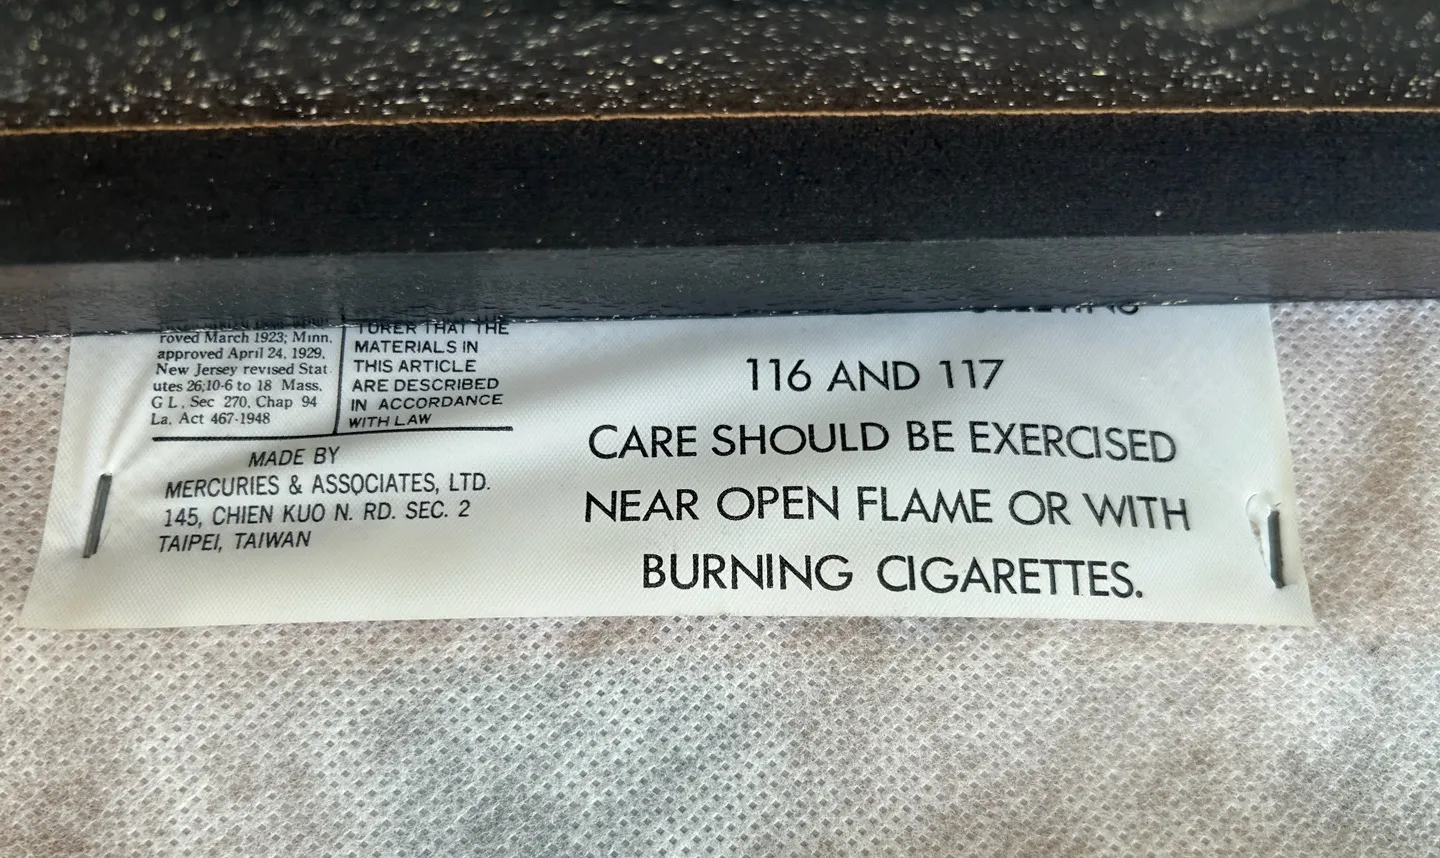 roved March 1923; Minn.
approved April 24, 1929,
New Jersey revised Stat
utes 26;10-6 to 18 Mass.
G L, Sec 270, Chap 94
La. Act 467-1948
TURER THAT THE
MATERIALS IN
THIS ARTICLE
ARE DESCRIBED
IN ACCORDANCE
WITH LAW
MADE BY
MERCURIES & ASSOCIATES, LTD.
145, CHIEN KUO N. RD. SEC. 2
TAIPEI, TAIWAN
116 AND 117
CARE SHOULD BE EXERCISED
NEAR OPEN FLAME OR WITH
BURNING CIGARETTES.